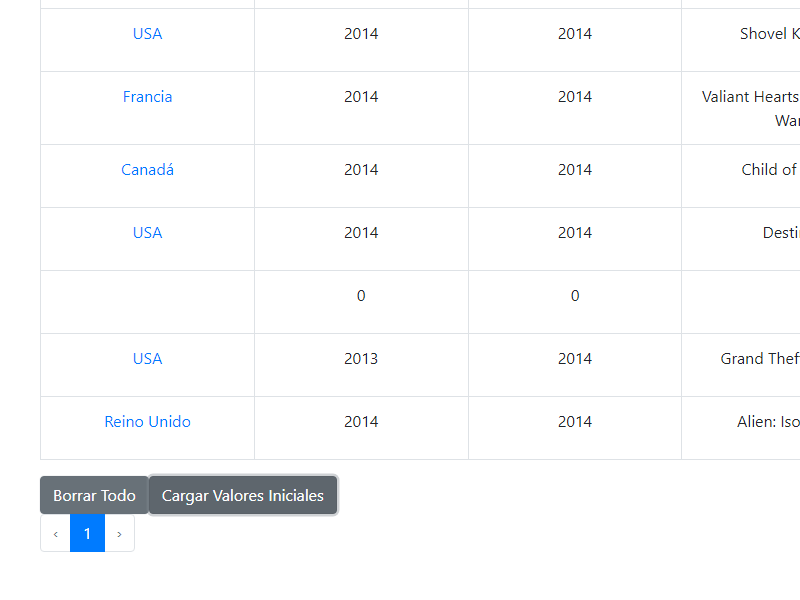 USA 2014 2014 Shovel K
Francia 2014 2014 Valiant Hearts
War
Canadá 2014 2014 Child of
USA 2014 2014 Desti
0 0
USA 2013 2014 Grand Thef
Reino Unido 2014 2014 Alien: Iso
Borrar Todo Cargar Valores Iniciales
‹ 1 ›